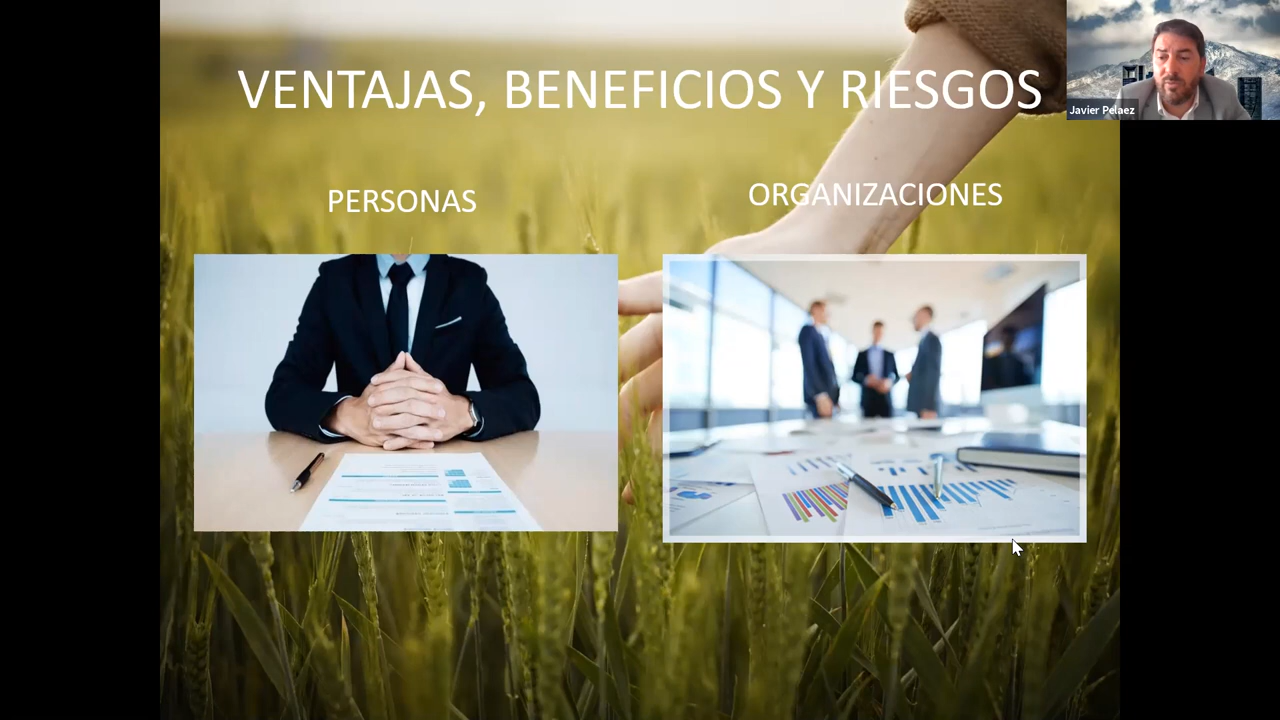 VENTAJAS, BENEFICIOS Y RIESGOS
Javier Pelaez
PERSONAS
ORGANIZACIONES